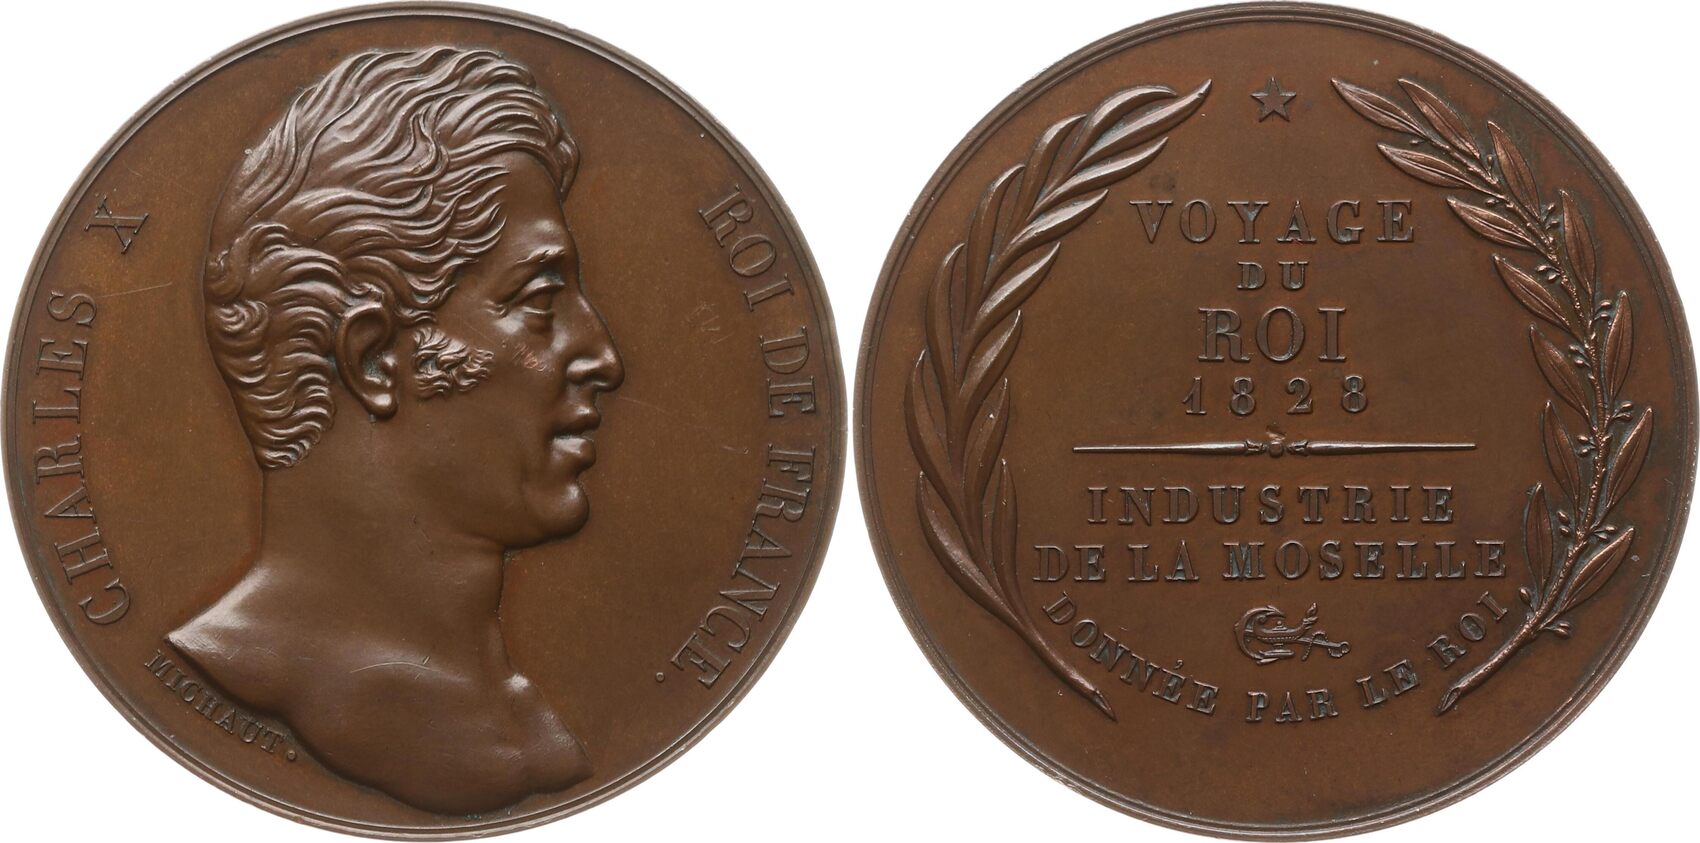 CHARLES X
ROI DE FRANCE.
MICHAUT.
VOYAGE
DU
ROI
1828
INDUSTRIE
DE LA MOSELLE
DONNÉE PAR LE ROI